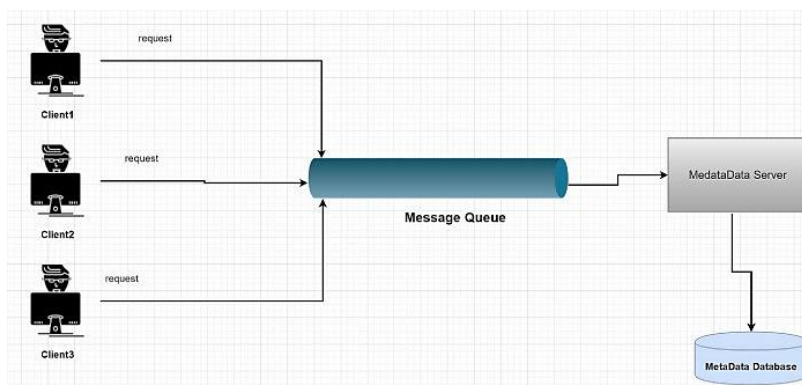 request
Client1
request
Client2
request
Client3
Message Queue
MedataData Server
MetaData Database